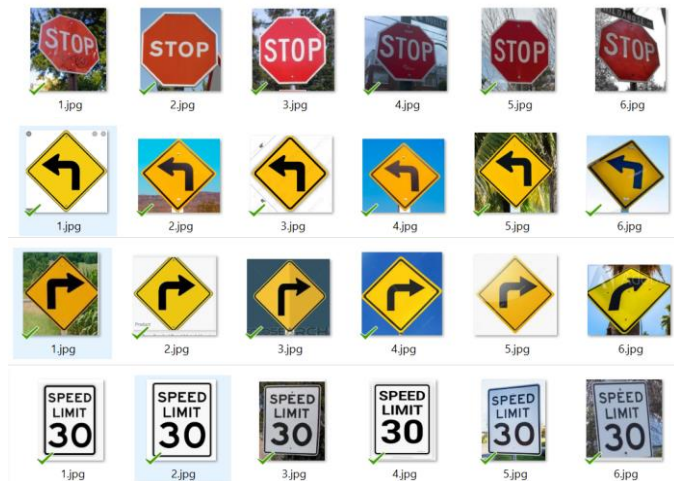 STOP STOP STOP STOP STOP STOP
1.jpg 2.jpg 3.jpg 4.jpg 5.jpg 6.jpg
1.jpg 2.jpg 3.jpg 4.jpg 5.jpg 6.jpg
Product
1.jpg 2.jpg 3.jpg 4.jpg 5.jpg 6.jpg
SPEED SPEED SPEED SPEED SPEED SPEED
LIMIT LIMIT LIMIT LIMIT LIMIT LIMIT
30 30 30 30 30 30
1.jpg 2.jpg 3.jpg 4.jpg 5.jpg 6.jpg